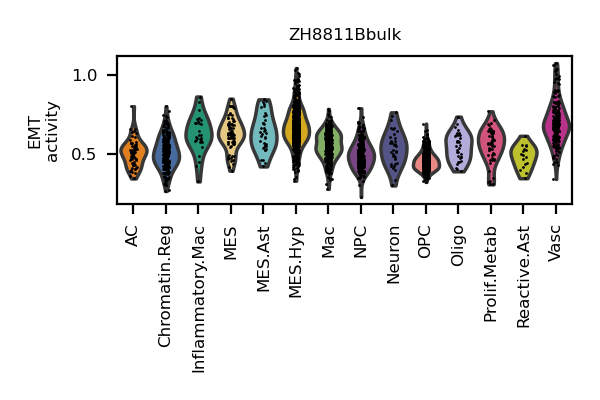 ZH8811Bbulk
EMT
activity
1.0
0.5
AC
Chromatin.Reg
Inflammatory.Mac
MES
MES.Ast
MES.Hyp
Mac
NPC
Neuron
OPC
Oligo
Prolif.Metab
Reactive.Ast
Vasc